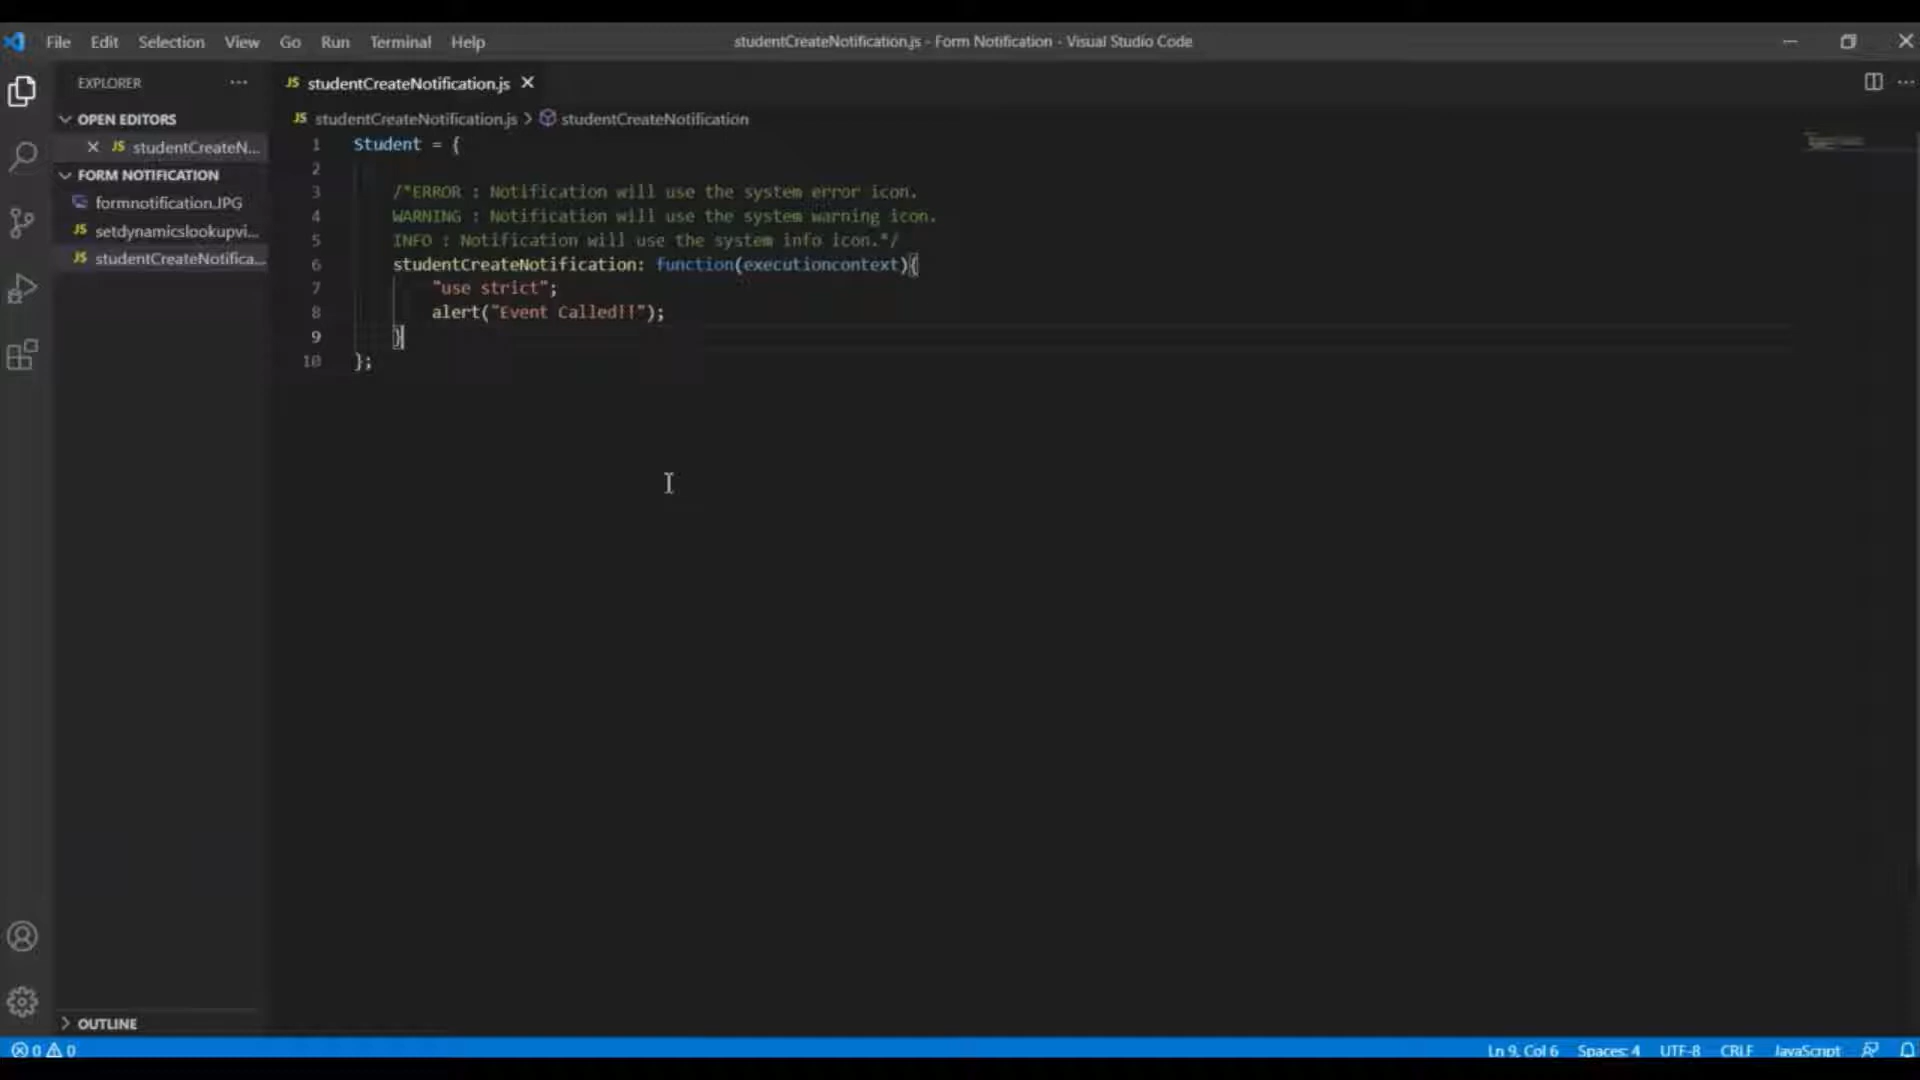 File Edit Selection View Go Run Terminal Help
studentCreateNotification.js - Form Notification - Visual Studio Code
EXPLORER
JS studentCreateNotification.js
OPEN EDITORS
JS studentCreateN...
FORM NOTIFICATION
formnotification.JPG
JS setdynamicslookupvi...
JS studentCreateNotifica...
JS studentCreateNotification.js > studentCreateNotification
1 Student = {
2
3 /*ERROR : Notification will use the system error icon.
4 WARNING : Notification will use the system warning icon.
5 INFO : Notification will use the system info icon.*/
6 studentCreateNotification: function(executioncontext){
7 "use strict";
8 alert("Event Called!!");
9 }
10 };
OUTLINE
0 0
Ln 9, Col 6 Spaces: 4 UTF-8 CRLF JavaScript